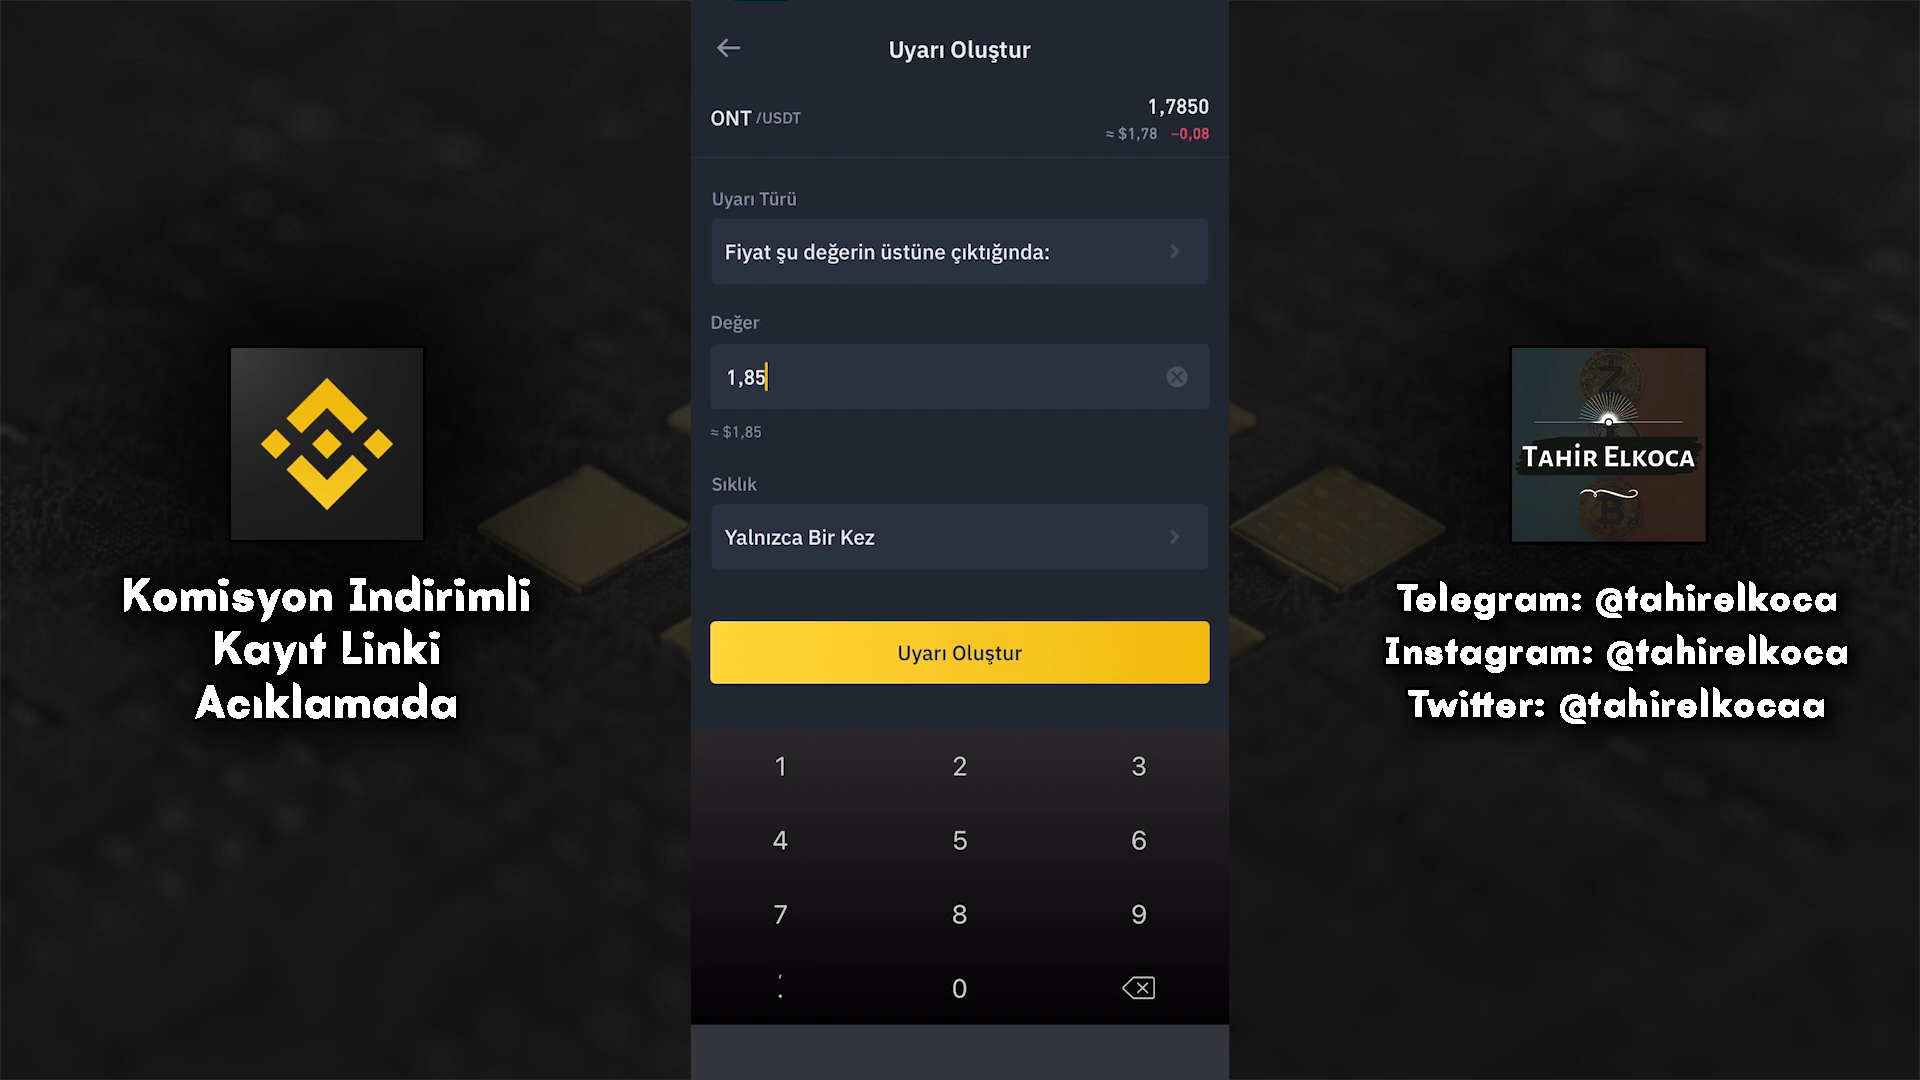 Uyarı Oluştur
ONT /USDT
1,7850
≈ $1,78 −0,08
Uyarı Türü
Fiyat şu değerin üstüne çıktığında:
Değer
1,85
≈ $1,85
Sıklık
Yalnızca Bir Kez
Uyarı Oluştur
1 2 3
4 5 6
7 8 9
0
Komisyon Indirimli
Kayıt Linki
Acıklamada
TAHİR ELKOCA
Telegram: @tahirelkoca
Instagram: @tahirelkoca
Twitter: @tahirelkocaa